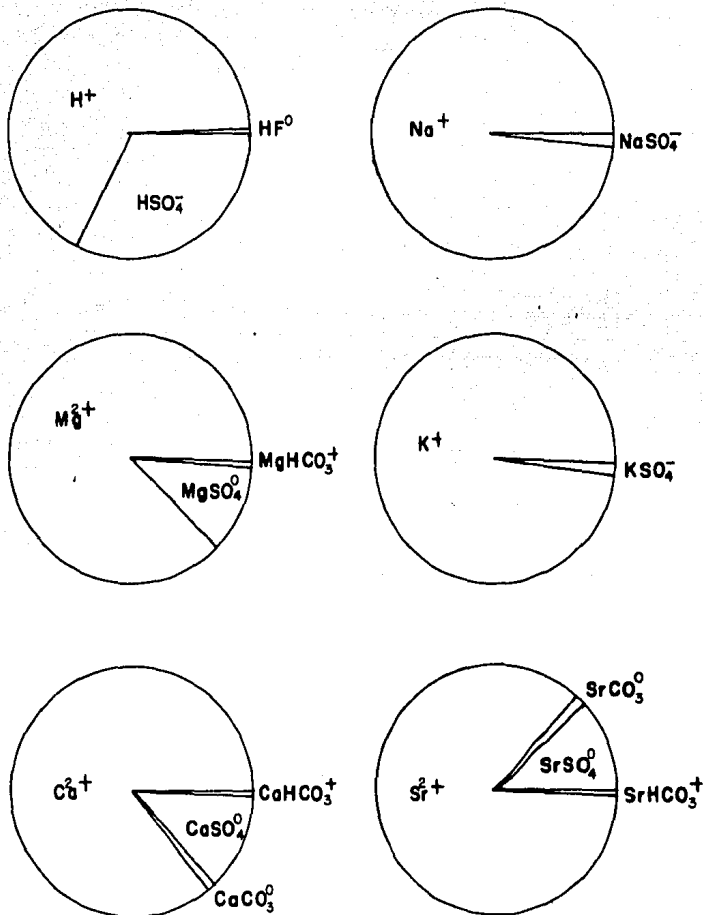 H⁺
HF⁰
HSO₄⁻
Na⁺
NaSO₄⁻
Mg²⁺
MgHCO₃⁺
MgSO₄⁰
K⁺
KSO₄⁻
Ca²⁺
CaHCO₃⁺
CaSO₄⁰
CaCO₃⁰
SrCO₃⁰
SrSO₄⁰
Sr²⁺
SrHCO₃⁺